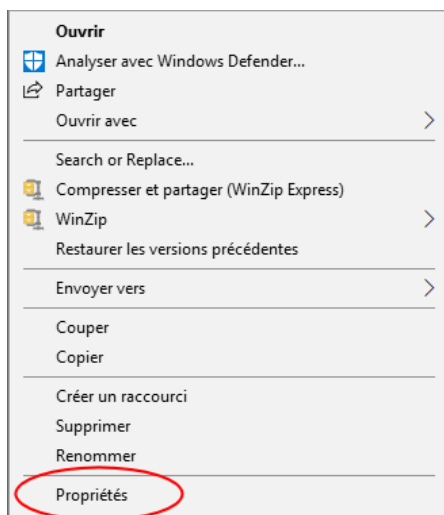 Ouvrir
Analyser avec Windows Defender...
Partager
Ouvrir avec
Search or Replace...
Compresser et partager (WinZip Express)
WinZip
Restaurer les versions précédentes
Envoyer vers
Couper
Copier
Créer un raccourci
Supprimer
Renommer
Propriétés